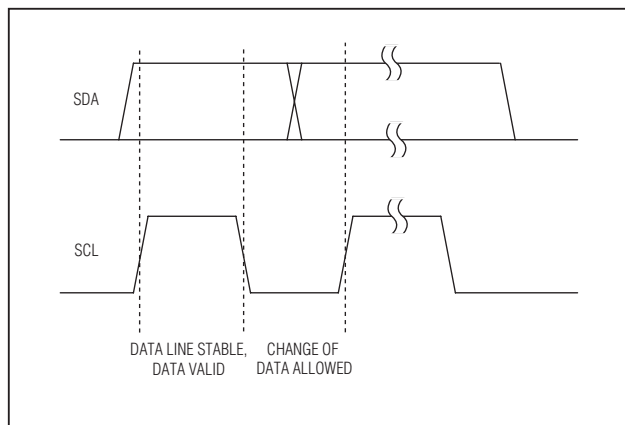 SDA
SCL
DATA LINE STABLE,
DATA VALID
CHANGE OF
DATA ALLOWED